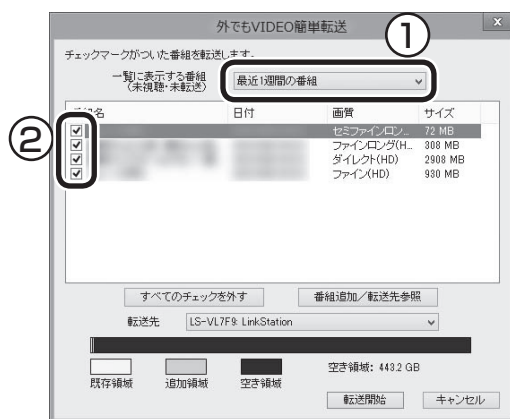 外でもVIDEO簡単転送
x
①
チェックマークがついた番組を転送します。
一覧に表示する番組
(未視聴・未転送)
最近1週間の番組
名 日付 画質 サイズ
②
セミファインロン... 72 MB
ファインロング(H... 308 MB
ダイレクト(HD) 2908 MB
ファイン(HD) 930 MB
すべてのチェックを外す 番組追加/転送先参照
転送先 LS-VL7F9: LinkStation
既存領域 追加領域 空き領域 空き領域: 443.2 GB
転送開始 キャンセル